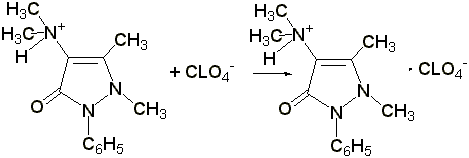 H₃C
H₃C N⁺ CH₃
H
O N N CH₃
C₆H₅
+ CLO₄⁻
H₃C
H₃C N⁺ CH₃
H
O N N CH₃
C₆H₅
· CLO₄⁻